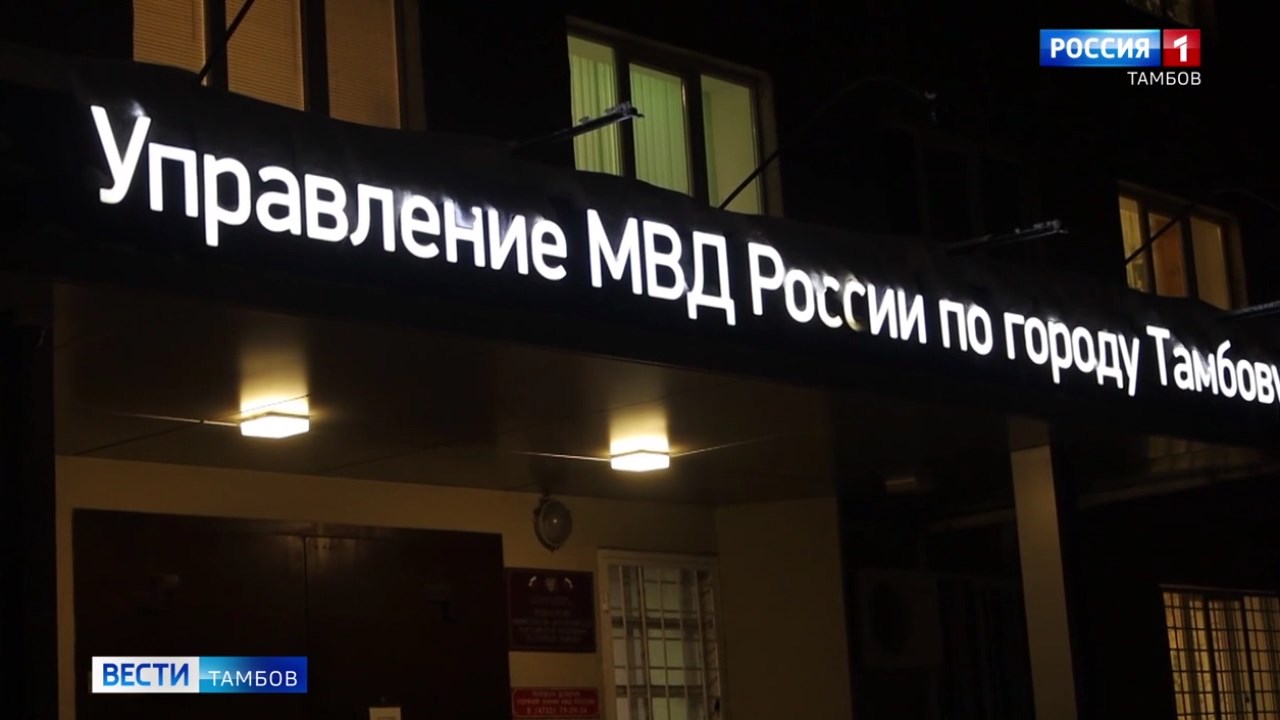 РОССИЯ 1
ТАМБОВ
Управление МВД России по городу Тамбову
ВЕСТИ ТАМБОВ